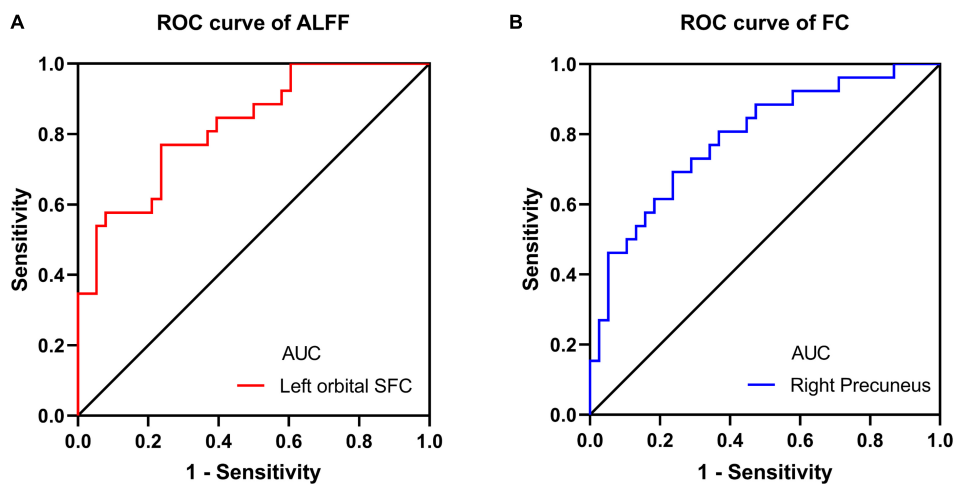 A
ROC curve of ALFF
1.0
0.8
0.6
0.4
0.2
0.0
Sensitivity
AUC
Left orbital SFC
0.0 0.2 0.4 0.6 0.8 1.0
1 - Sensitivity
B
ROC curve of FC
1.0
0.8
0.6
0.4
0.2
0.0
Sensitivity
AUC
Right Precuneus
0.0 0.2 0.4 0.6 0.8 1.0
1 - Sensitivity